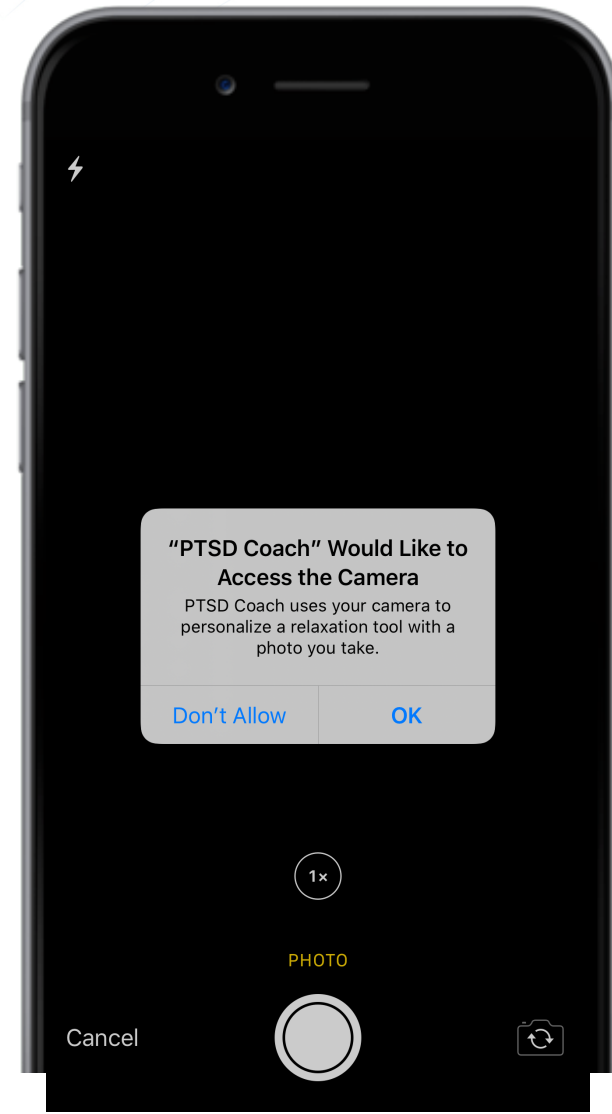 “PTSD Coach” Would Like to
Access the Camera
PTSD Coach uses your camera to
personalize a relaxation tool with a
photo you take.
Don’t Allow
OK
1×
PHOTO
Cancel